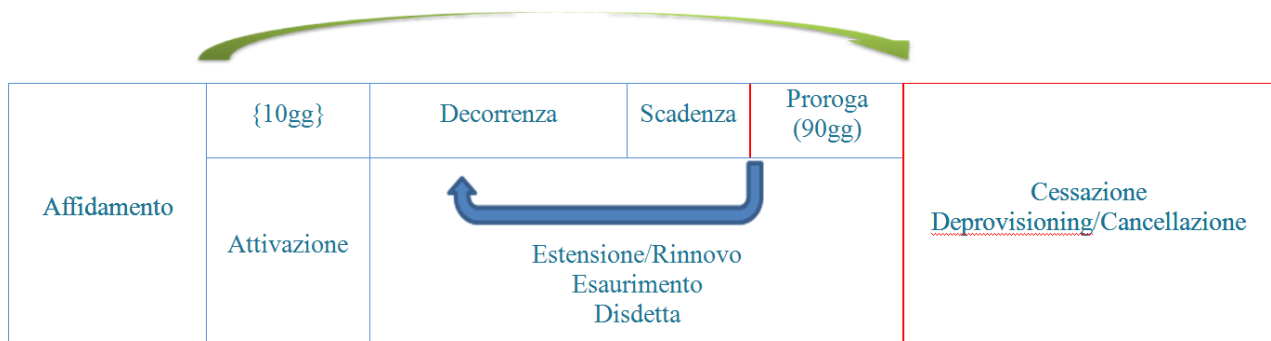 Affidamento
{10gg}
Attivazione
Decorrenza
Scadenza
Proroga
(90gg)
Estensione/Rinnovo
Esaurimento
Disdetta
Cessazione
Deprovisioning/Cancellazione